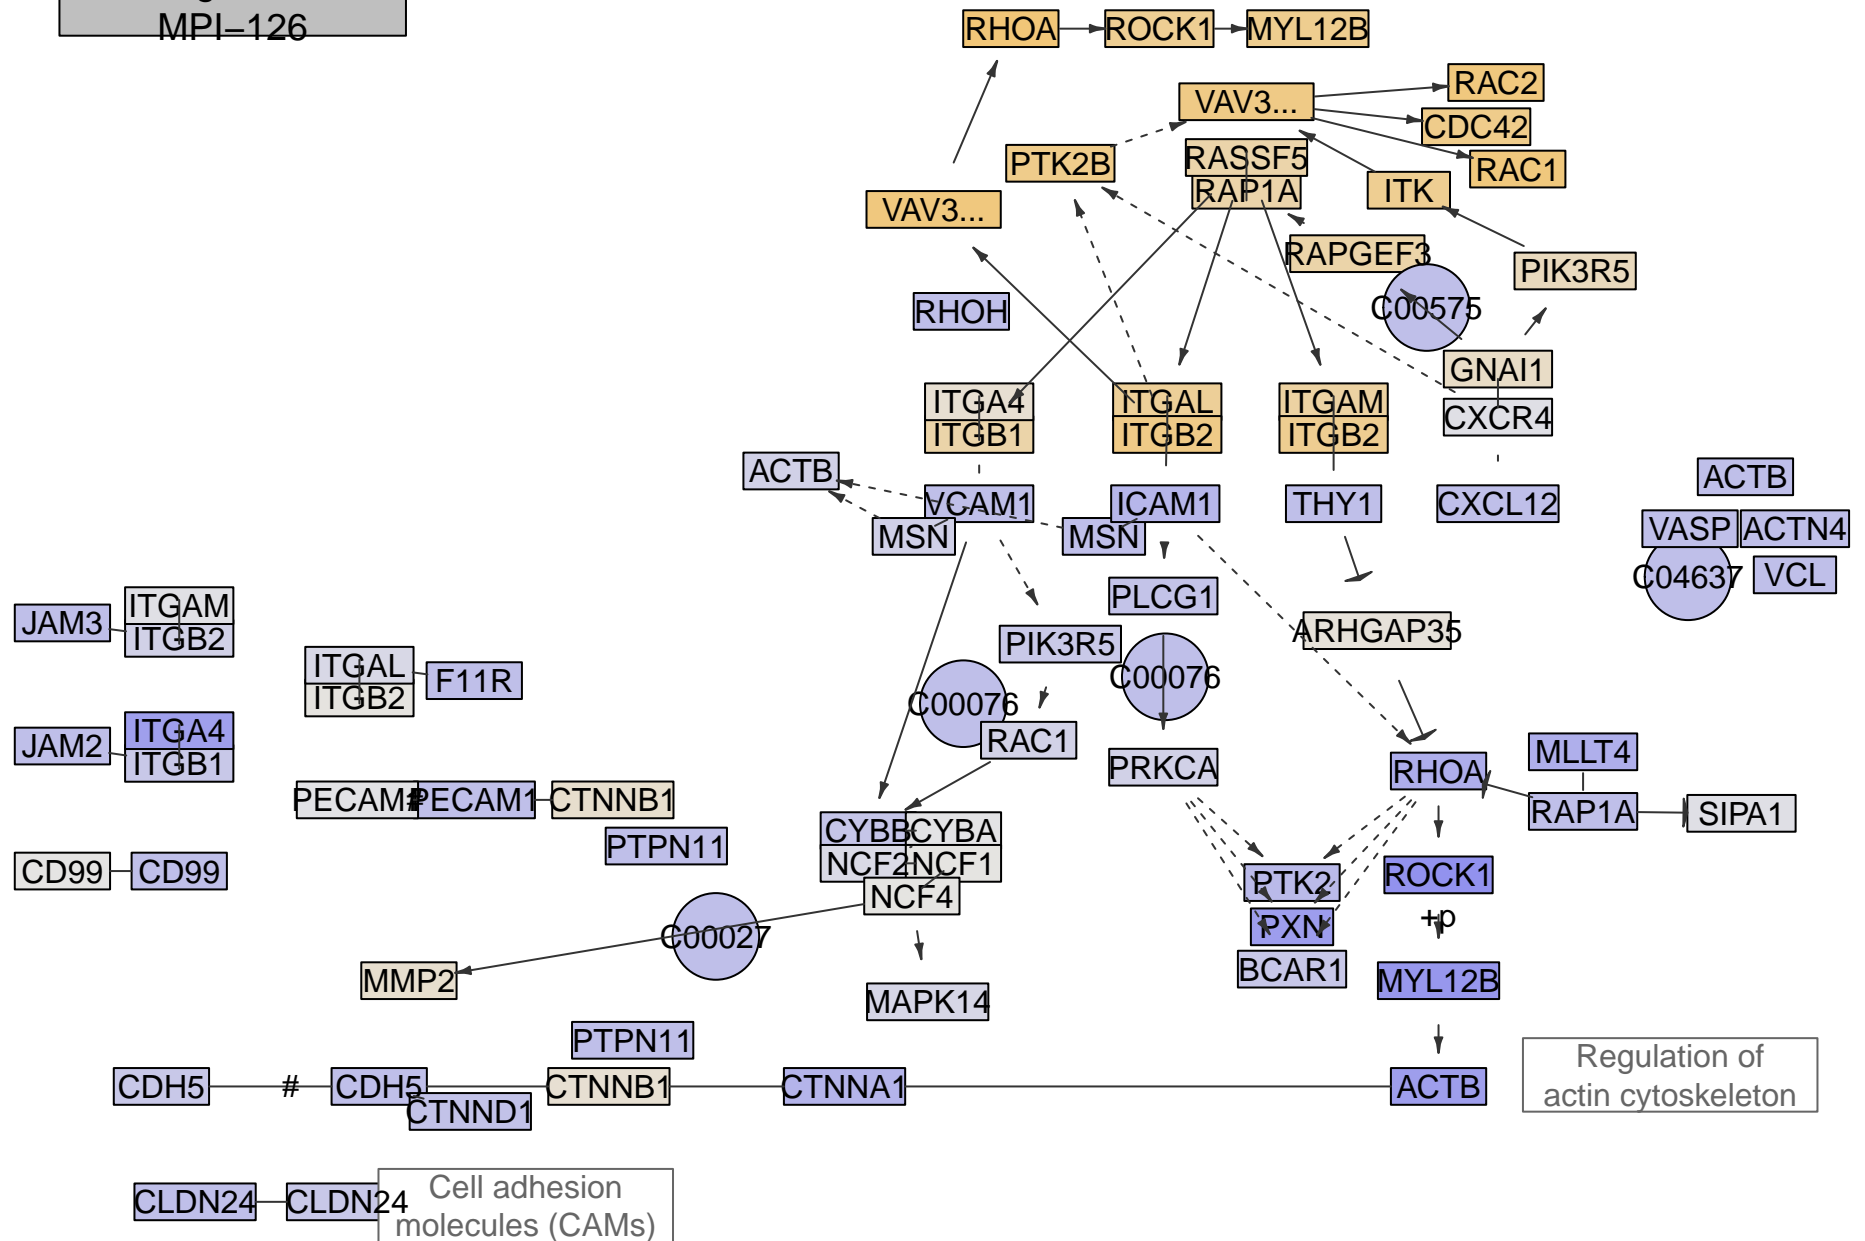 MPI–126
RHOA
ROCK1
MYL12B
RAC2
VAV3...
CDC42
RASSF5
PTK2B
RAC1
RAP1A
ITK
VAV3...
RAPGEF3
PIK3R5
RHOH
C00575
GNAI1
ITGA4
ITGAL
ITGAM
CXCR4
ITGB1
ITGB2
ITGB2
ACTB
ACTB
VCAM1
ICAM1
THY1
CXCL12
MSN
MSN
VASP
ACTN4
C04637
VCL
PLCG1
ITGAM
JAM3
ITGB2
ARHGAP35
PIK3R5
ITGAL
F11R
ITGB2
C00076
C00076
ITGA4
JAM2
ITGB1
RAC1
PRKCA
RHOA
MLLT4
PECAM1
#
PECAM1
CTNNB1
RAP1A
SIPA1
PTPN11
CYBB
CYBA
NCF2
NCF1
CD99
CD99
NCF4
PTK2
ROCK1
+p
C00027
PXN
BCAR1
MMP2
MYL12B
MAPK14
PTPN11
CDH5
#
CDH5
CTNNB1
CTNNA1
ACTB
CTNND1
Regulation of
actin cytoskeleton
CLDN24
CLDN24
Cell adhesion
molecules (CAMs)